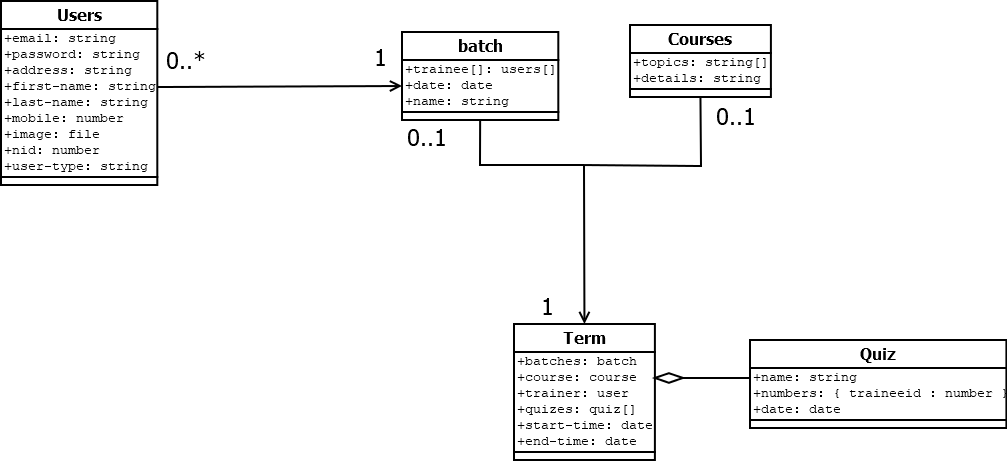 Users
+email: string
+password: string
+address: string
+first-name: string
+last-name: string
+mobile: number
+image: file
+nid: number
+user-type: string
0..*
1
batch
+trainee[]: users[]
+date: date
+name: string
0..1
Courses
+topics: string[]
+details: string
0..1
1
Term
+batches: batch
+course: course
+trainer: user
+quizes: quiz[]
+start-time: date
+end-time: date
Quiz
+name: string
+numbers: { traineeid : number }
+date: date